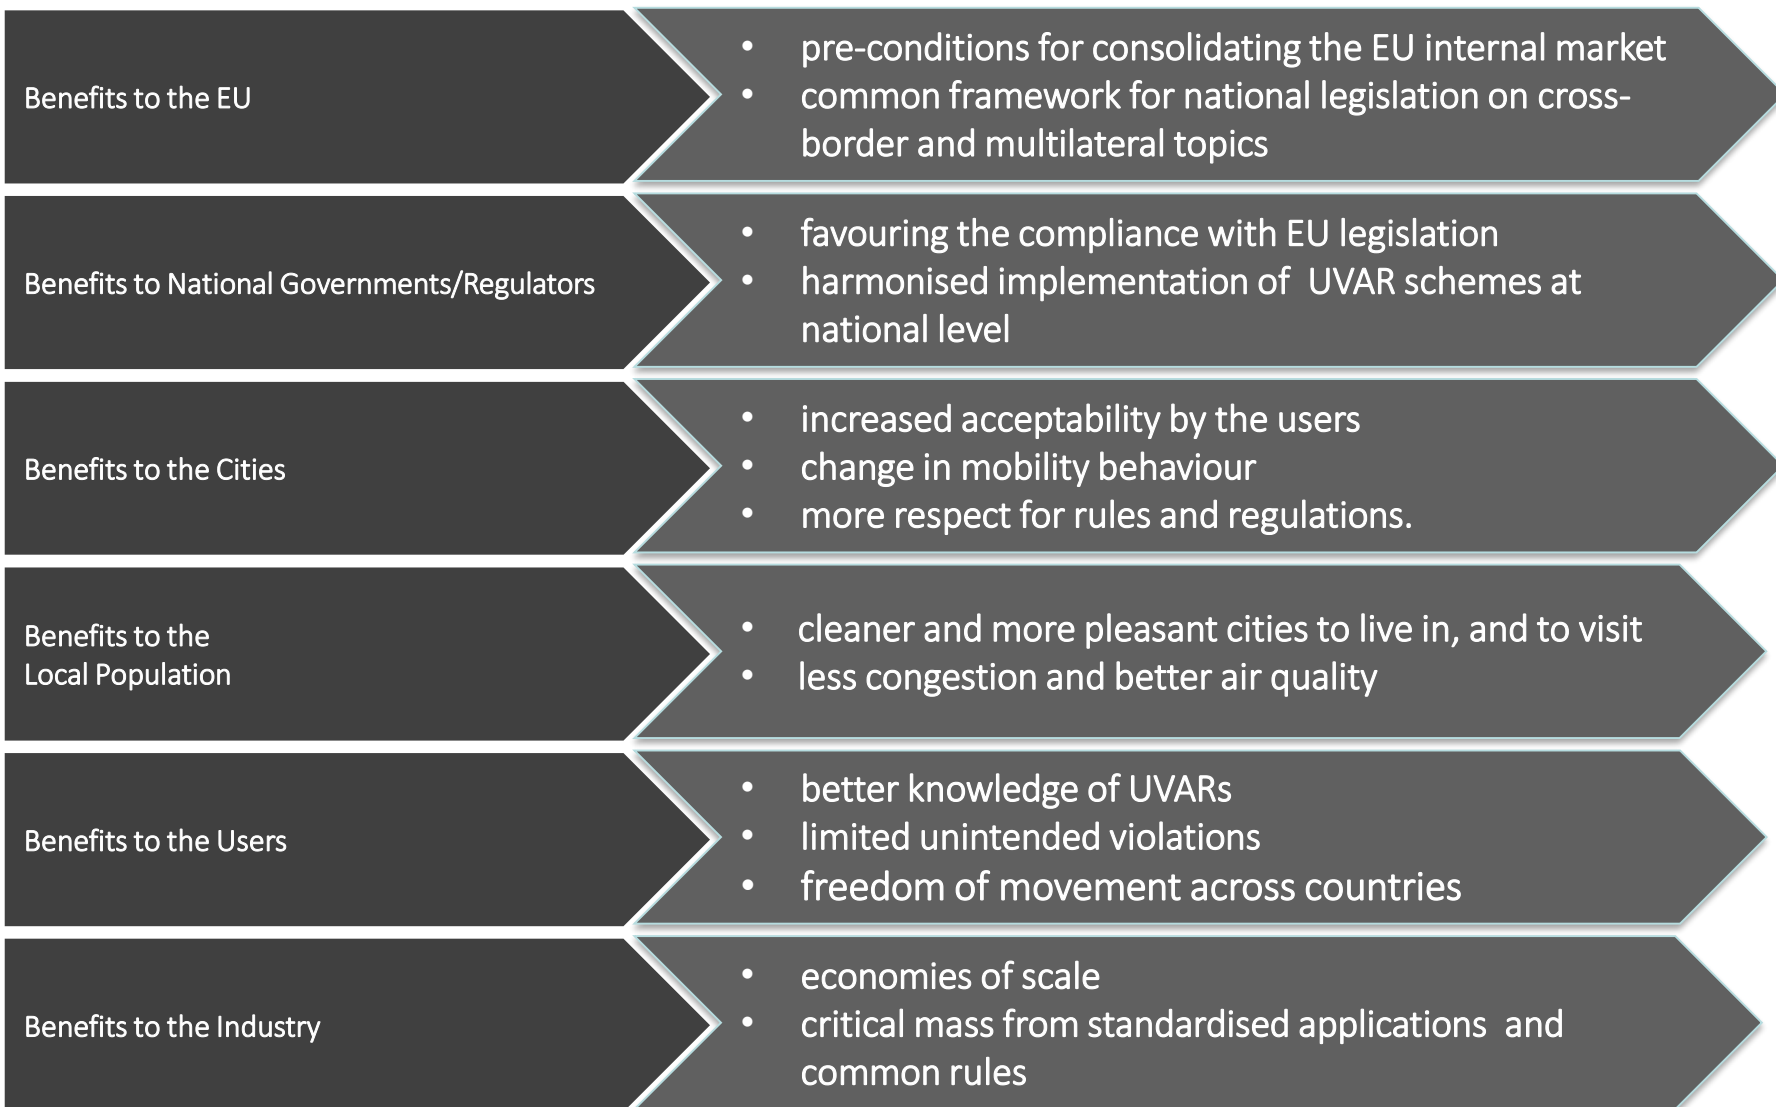 Benefits to the EU
• pre-conditions for consolidating the EU internal market
• common framework for national legislation on cross-
border and multilateral topics
Benefits to National Governments/Regulators
• favouring the compliance with EU legislation
• harmonised implementation of  UVAR schemes at
national level
Benefits to the Cities
• increased acceptability by the users
• change in mobility behaviour
• more respect for rules and regulations.
Benefits to the
Local Population
• cleaner and more pleasant cities to live in, and to visit
• less congestion and better air quality
Benefits to the Users
• better knowledge of UVARs
• limited unintended violations
• freedom of movement across countries
Benefits to the Industry
• economies of scale
• critical mass from standardised applications  and
common rules